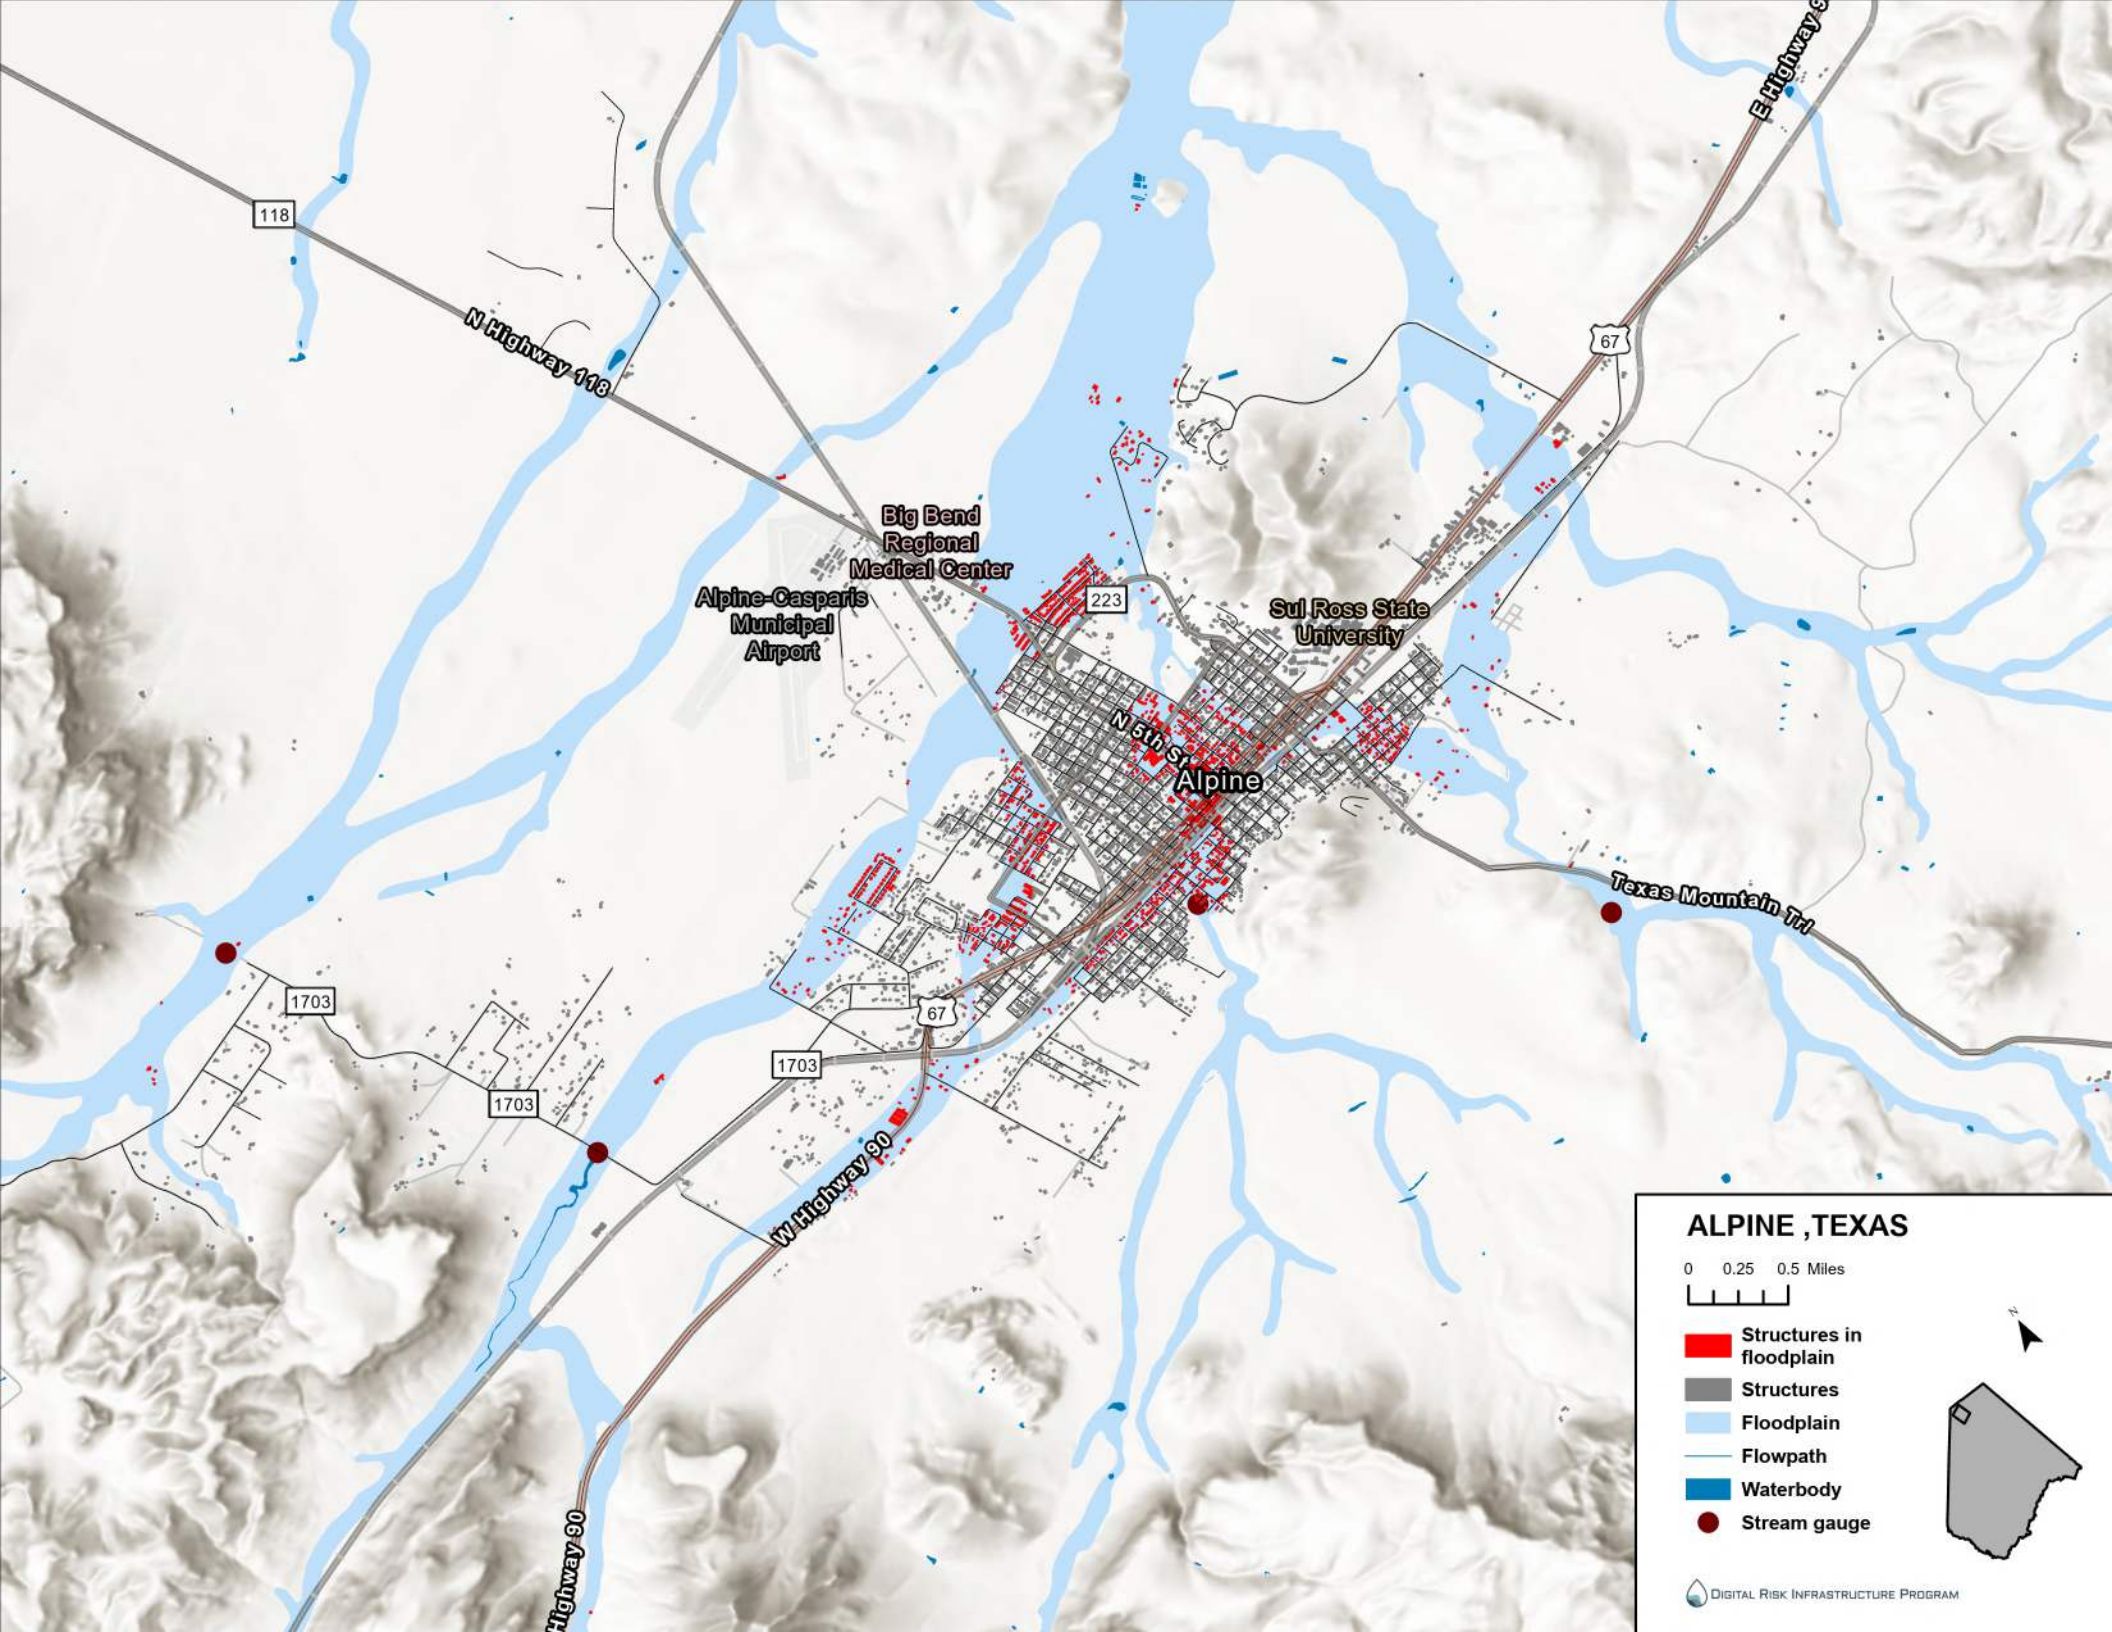 E Highway 9
118
N Highway 118
67
Big Bend
Regional
Medical Center
Alpine-Casparis
Municipal
Airport
223
Sul Ross State
University
N 5th St
Alpine
Texas Mountain Trl
1703
67
1703
1703
W Highway 90
Highway 90
ALPINE ,TEXAS
0 0.25 0.5 Miles
N
Structures in
floodplain
Structures
Floodplain
Flowpath
Waterbody
Stream gauge
DIGITAL RISK INFRASTRUCTURE PROGRAM